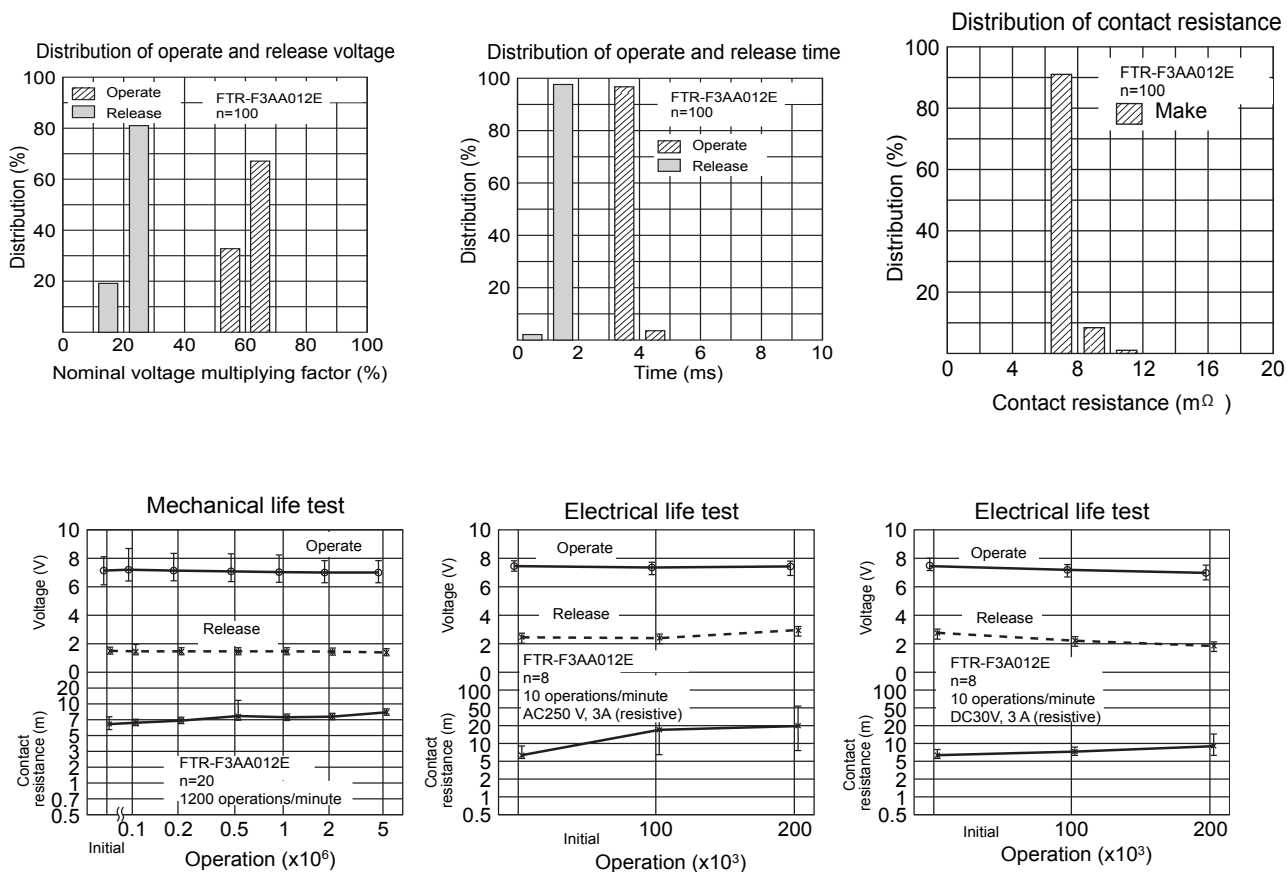 Distribution of operate and release voltage
100
80
60
40
20
0 20 40 60 80 100
Distribution (%)
Operate
Release
FTR-F3AA012E
n=100
Nominal voltage multiplying factor (%)
Distribution of operate and release time
100
80
60
40
20
0 2 4 6 8 10
Distribution (%)
FTR-F3AA012E
n=100
Operate
Release
Time (ms)
Distribution of contact resistance
100
80
60
40
20
0 4 8 12 16 20
Distribution (%)
FTR-F3AA012E
n=100
Make
Contact resistance (mΩ)
Mechanical life test
10
8
6
4
2
0
Voltage (V)
Operate
Release
20
10
7
5
3
2
1
0.7
0.5
Contact
resistance (m)
FTR-F3AA012E
n=20
1200 operations/minute
0.1 0.2 0.5 1 2 5
Initial
Operation (x10⁶)
Electrical life test
10
8
6
4
2
0
Voltage (V)
Operate
Release
FTR-F3AA012E
n=8
10 operations/minute
AC250 V, 3A (resistive)
100
50
20
10
5
2
1
0.5
Contact
resistance (m)
Initial
100 200
Operation (x10³)
Electrical life test
10
8
6
4
2
0
Voltage (V)
Operate
Release
FTR-F3A012E
n=8
10 operations/minute
DC30V, 3 A (resistive)
100
50
20
10
5
2
1
0.5
Contact
resistance (m)
Initial
100 200
Operation (x10³)